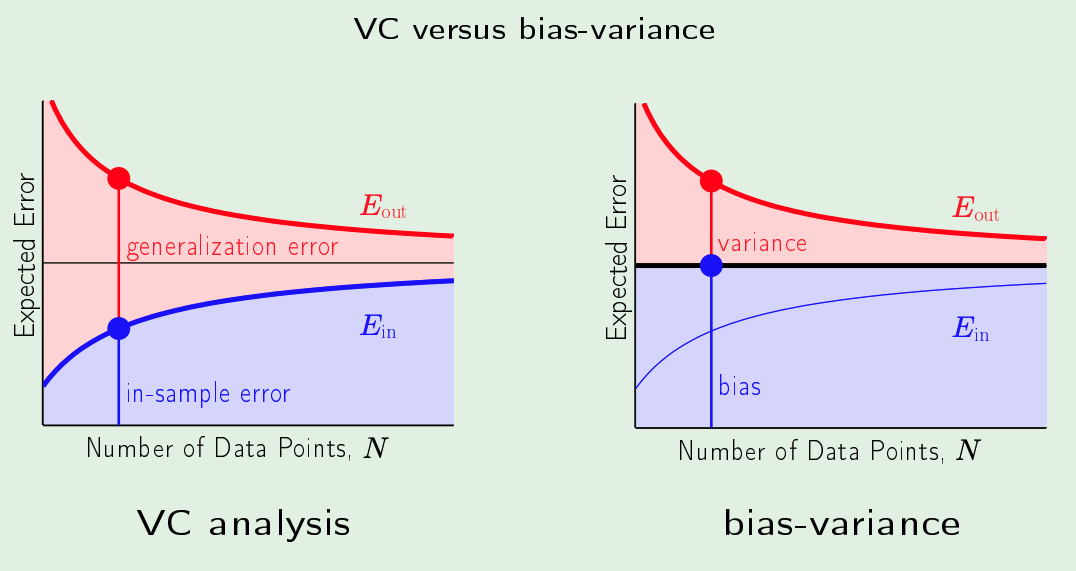 VC versus bias-variance
Expected Error
E_out
generalization error
E_in
in-sample error
Number of Data Points, N
VC analysis
Expected Error
E_out
variance
E_in
bias
Number of Data Points, N
bias-variance